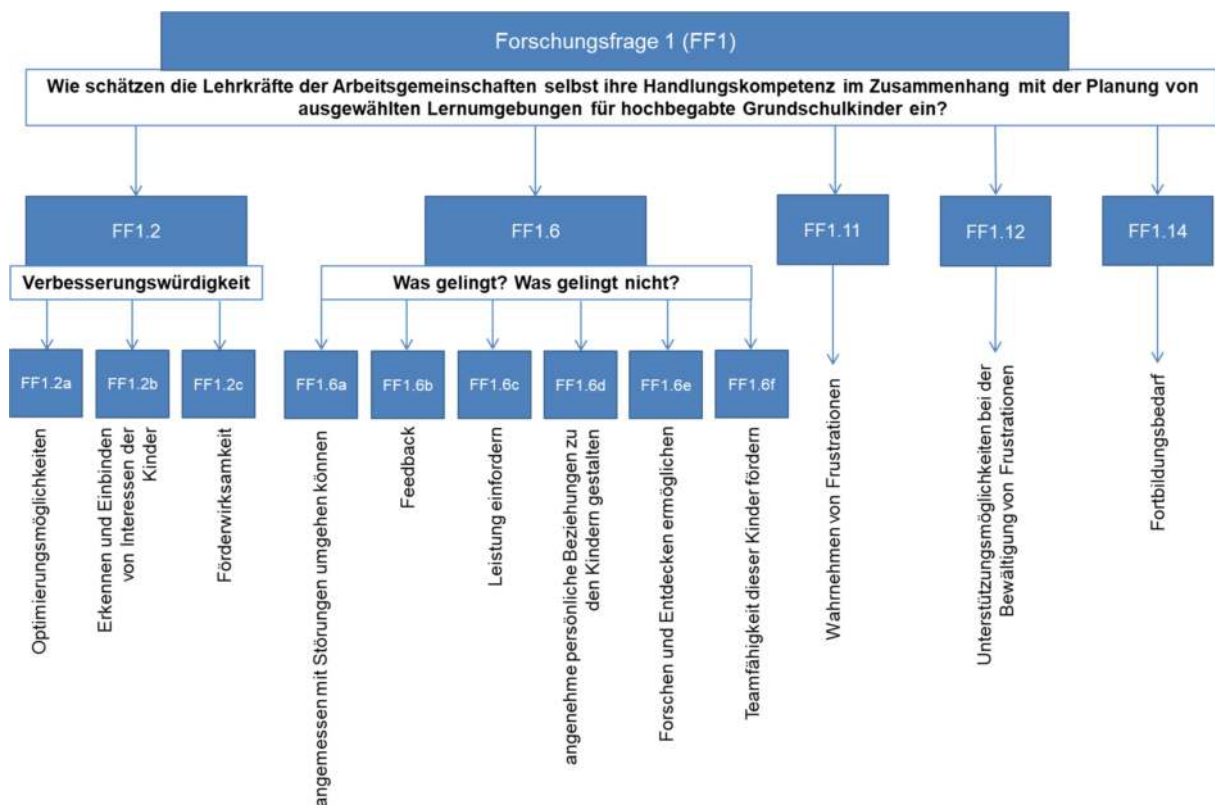 Forschungsfrage 1 (FF1)
Wie schätzen die Lehrkräfte der Arbeitsgemeinschaften selbst ihre Handlungskompetenz im Zusammenhang mit der Planung von
ausgewählten Lernumgebungen für hochbegabte Grundschulkinder ein?
FF1.2
FF1.6
FF1.11
FF1.12
FF1.14
Verbesserungswürdigkeit
Was gelingt? Was gelingt nicht?
FF1.2a
FF1.2b
FF1.2c
FF1.6a
FF1.6b
FF1.6c
FF1.6d
FF1.6e
FF1.6f
Optimierungsmöglichkeiten
Erkennen und Einbinden
von Interessen der
Kinder
Förderwirksamkeit
angemessen mit Störungen umgehen können
Feedback
Leistung einfordern
angenehme persönliche Beziehungen zu
den Kindern gestalten
Forschen und Entdecken ermöglichen
Teamfähigkeit dieser Kinder fördern
Wahrnehmen von Frustrationen
Unterstützungsmöglichkeiten bei der
Bewältigung von Frustrationen
Fortbildungsbedarf